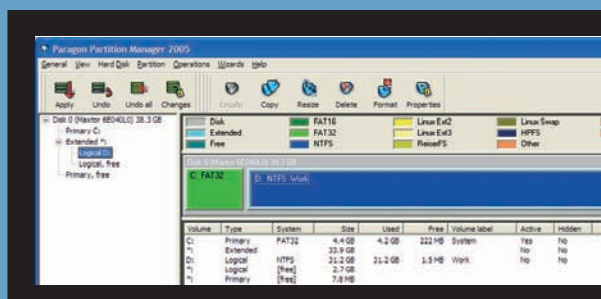 Paragon Partition Manager 2005
General View Hard Disk Partition Operations Wizards Help
Apply Undo Undo all Changes Create Copy Resize Delete Format Properties
Disk 0 (Maxtor 6E040L0) 38.3 GB
Primary C:
Extended *:
Logical D:
Logical, free
Primary, free
Disk FAT16 Linux Ext2 Linux Swap
Extended FAT32 Linux Ext3 HPFS
Free NTFS ReiserFS Other
Disk 0 (Maxtor 6E040L0) 38.3 GB
C: FAT32 D: NTFS Work
Volume Type System Size Used Free Volume label Active Hidden
C: Primary FAT32 4.4 GB 4.2 GB 222 MB System Yes No
*: Extended 33.9 GB No No
D: Logical NTFS 31.2 GB 31.2 GB 1.5 MB Work No No
*: Logical [free] 2.7 GB
*: Primary [free] 7.8 MB